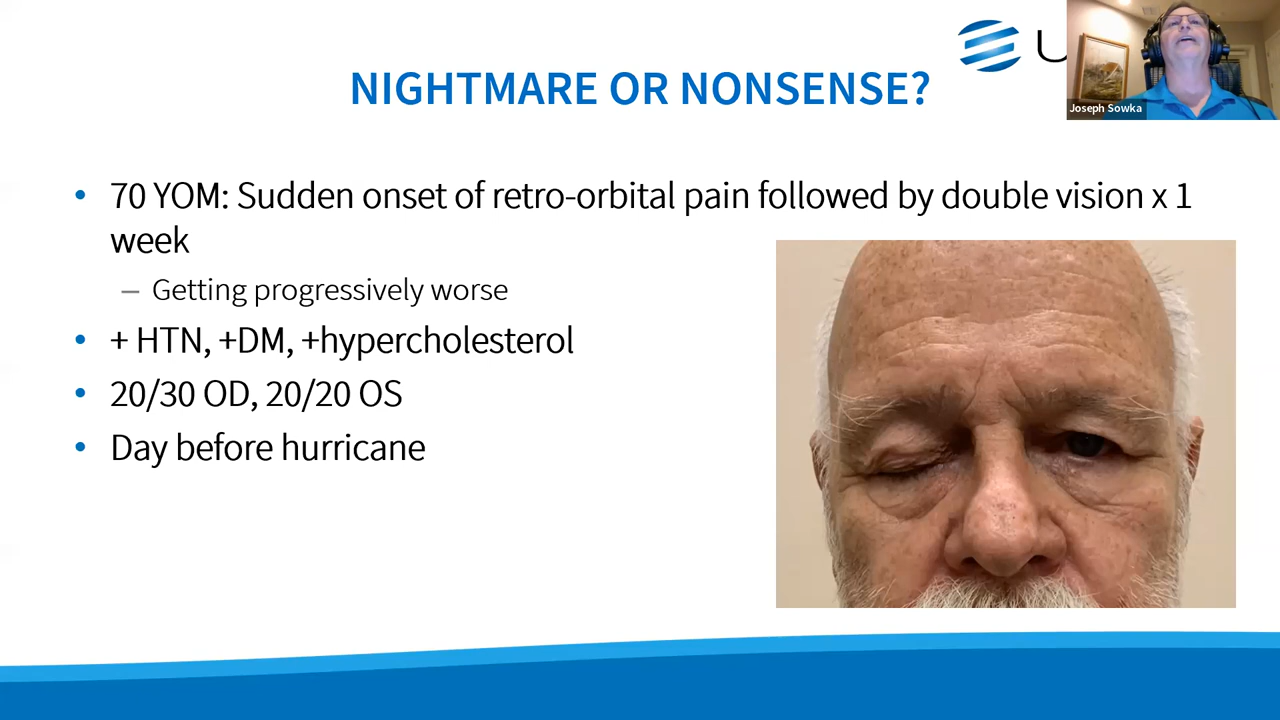 NIGHTMARE OR NONSENSE?
U
Joseph Sowka
• 70 YOM: Sudden onset of retro-orbital pain followed by double vision x 1
week
– Getting progressively worse
• + HTN, +DM, +hypercholesterol
• 20/30 OD, 20/20 OS
• Day before hurricane